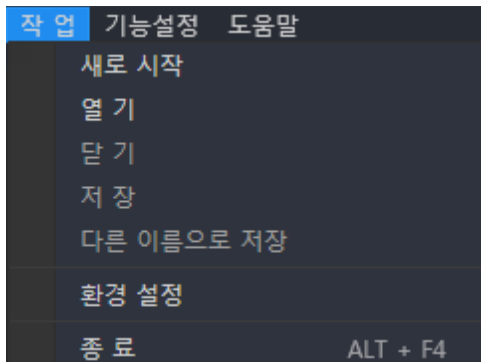 작 업 기능설정 도움말
새로 시작
열 기
닫 기
저 장
다른 이름으로 저장
환경 설정
종 료 ALT + F4